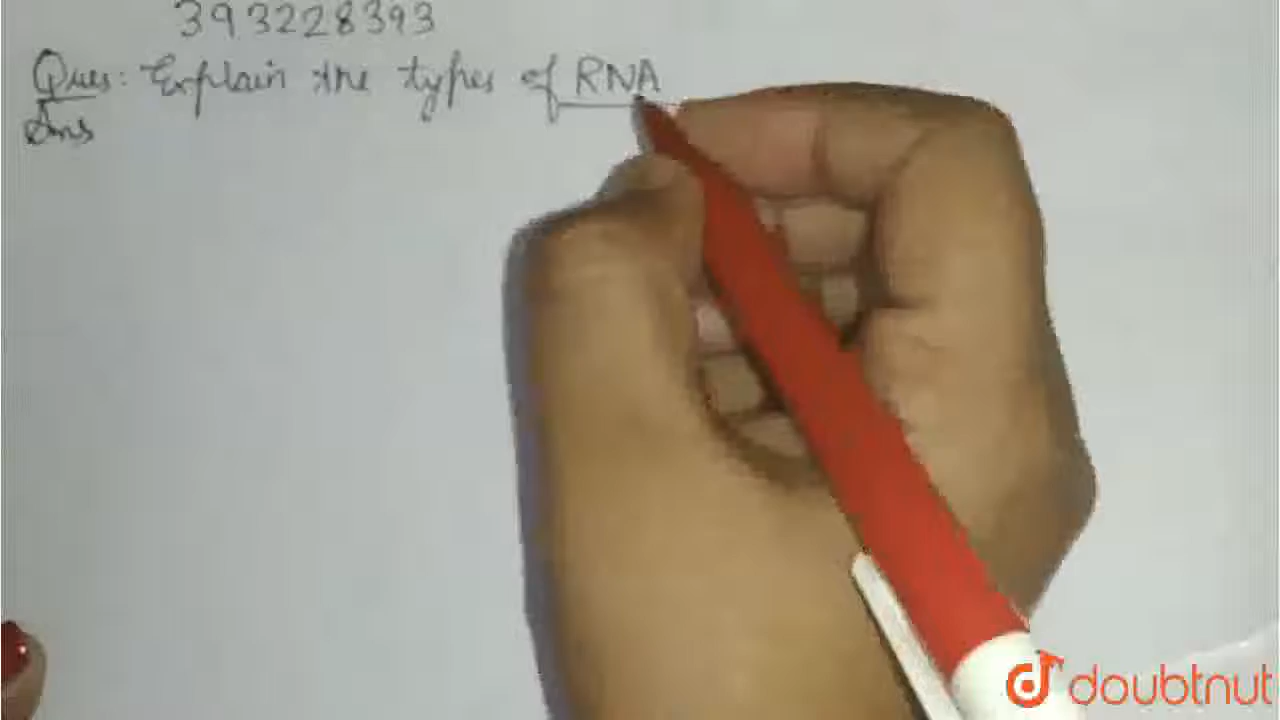 393228393
Ques: Explain the types of RNA
Ans
doubtnut